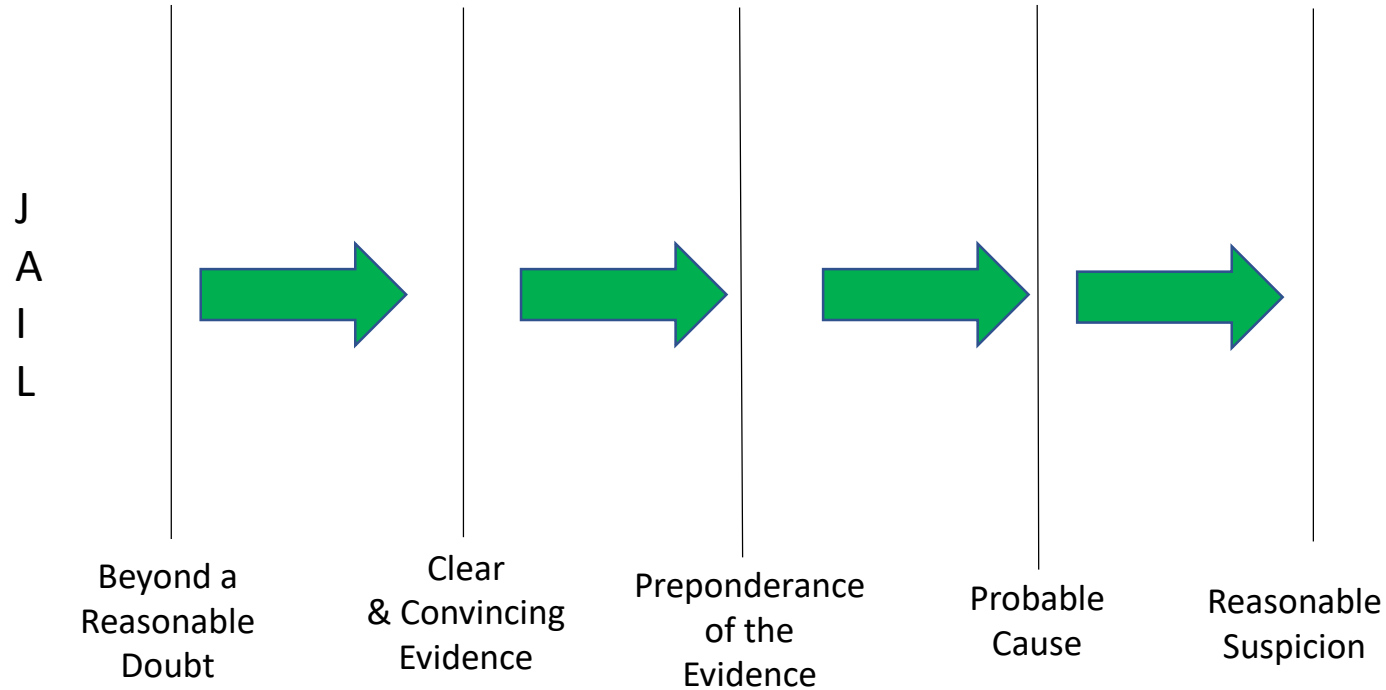 J
A
I
L
Beyond a
Reasonable
Doubt
Clear
& Convincing
Evidence
Preponderance
of the
Evidence
Probable
Cause
Reasonable
Suspicion